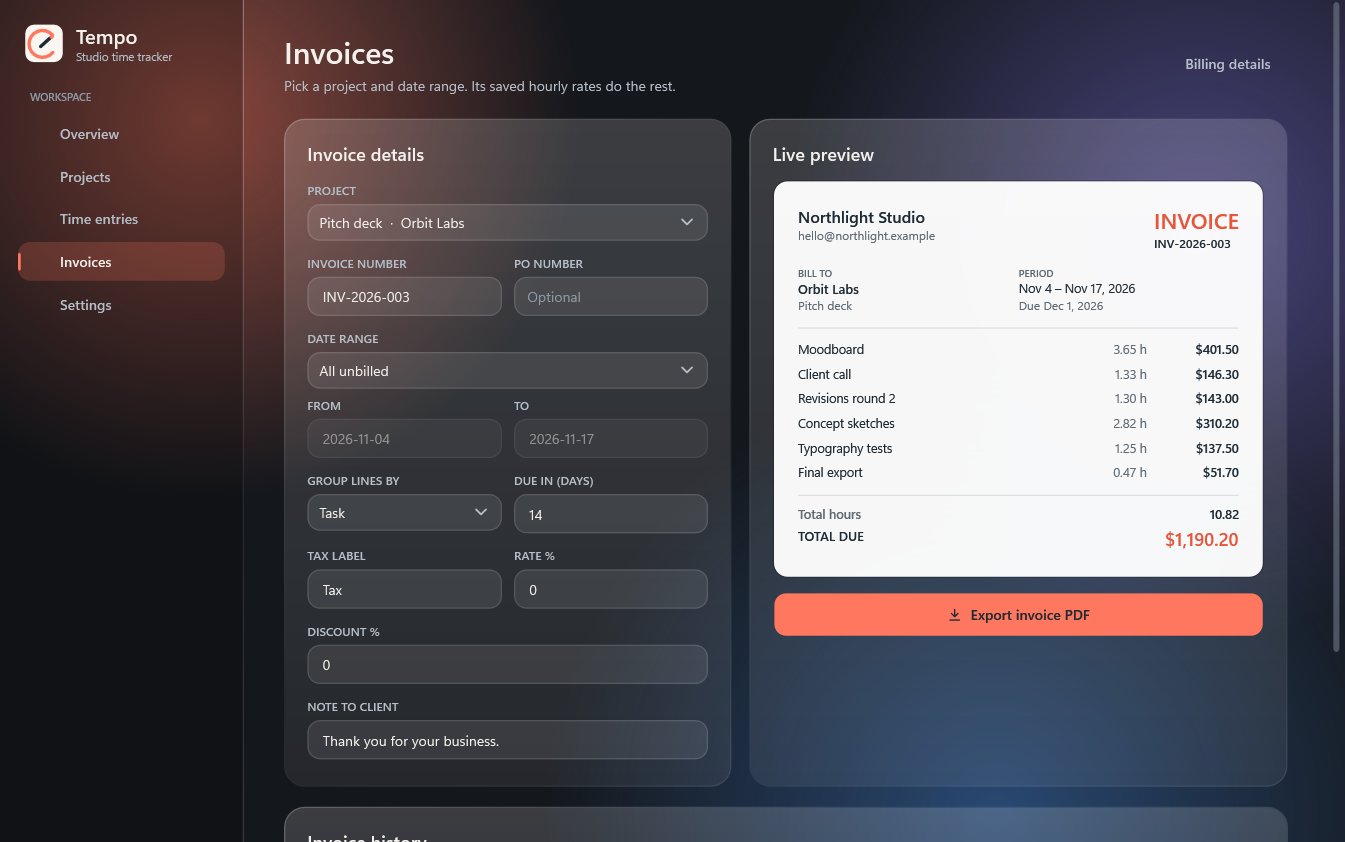 Tempo
Studio time tracker
WORKSPACE
Overview
Projects
Time entries
Invoices
Settings
Invoices
Pick a project and date range. Its saved hourly rates do the rest.
Billing details
Invoice details
PROJECT
Pitch deck · Orbit Labs
INVOICE NUMBER
PO NUMBER
INV-2026-003
Optional
DATE RANGE
All unbilled
FROM
TO
2026-11-04
2026-11-17
GROUP LINES BY
DUE IN (DAYS)
Task
14
TAX LABEL
RATE %
Tax
0
DISCOUNT %
0
NOTE TO CLIENT
Thank you for your business.
Live preview
Northlight Studio
hello@northlight.example
INVOICE
INV-2026-003
BILL TO
Orbit Labs
Pitch deck
PERIOD
Nov 4 – Nov 17, 2026
Due Dec 1, 2026
Moodboard 3.65 h $401.50
Client call 1.33 h $146.30
Revisions round 2 1.30 h $143.00
Concept sketches 2.82 h $310.20
Typography tests 1.25 h $137.50
Final export 0.47 h $51.70
Total hours 10.82
TOTAL DUE $1,190.20
Export invoice PDF
Invoice history